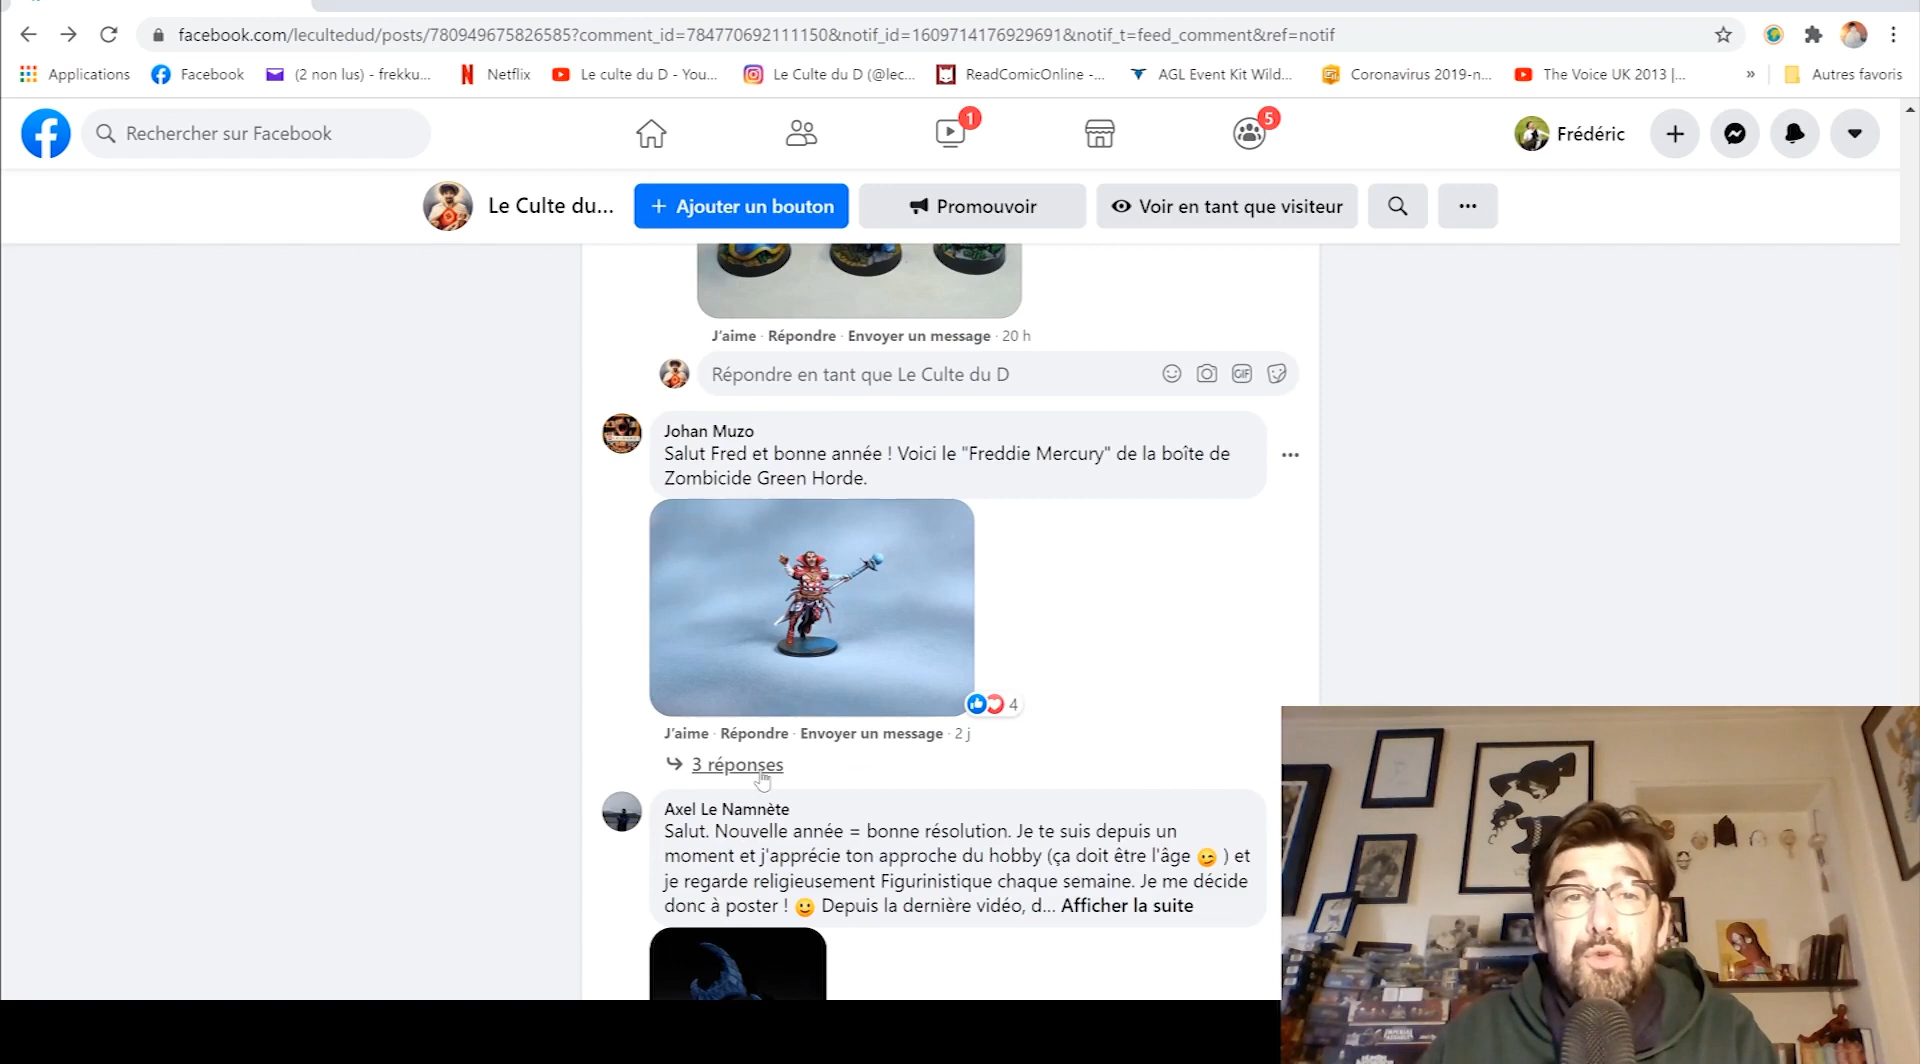 facebook.com/lecultedud/posts/780949675826585?comment_id=784770692111150&notif_id=1609714176929691&notif_t=feed_comment&ref=notif
Applications
Facebook
(2 non lus) - frekku...
Netflix
Le culte du D - You...
Le Culte du D (@lec...
ReadComicOnline -...
AGL Event Kit Wild...
Coronavirus 2019-n...
The Voice UK 2013 |...
»
Autres favoris
Rechercher sur Facebook
1
5
Frédéric
Le Culte du...
+ Ajouter un bouton
Promouvoir
Voir en tant que visiteur
J'aime · Répondre · Envoyer un message · 20 h
Répondre en tant que Le Culte du D
GIF
Johan Muzo
Salut Fred et bonne année ! Voici le "Freddie Mercury" de la boîte de
Zombicide Green Horde.
4
J'aime · Répondre · Envoyer un message · 2 j
3 réponses
Axel Le Namnète
Salut. Nouvelle année = bonne résolution. Je te suis depuis un
moment et j'apprécie ton approche du hobby (ça doit être l'âge 😉 ) et
je regarde religieusement Figurinistique chaque semaine. Je me décide
donc à poster ! 🙂 Depuis la dernière vidéo, d... Afficher la suite